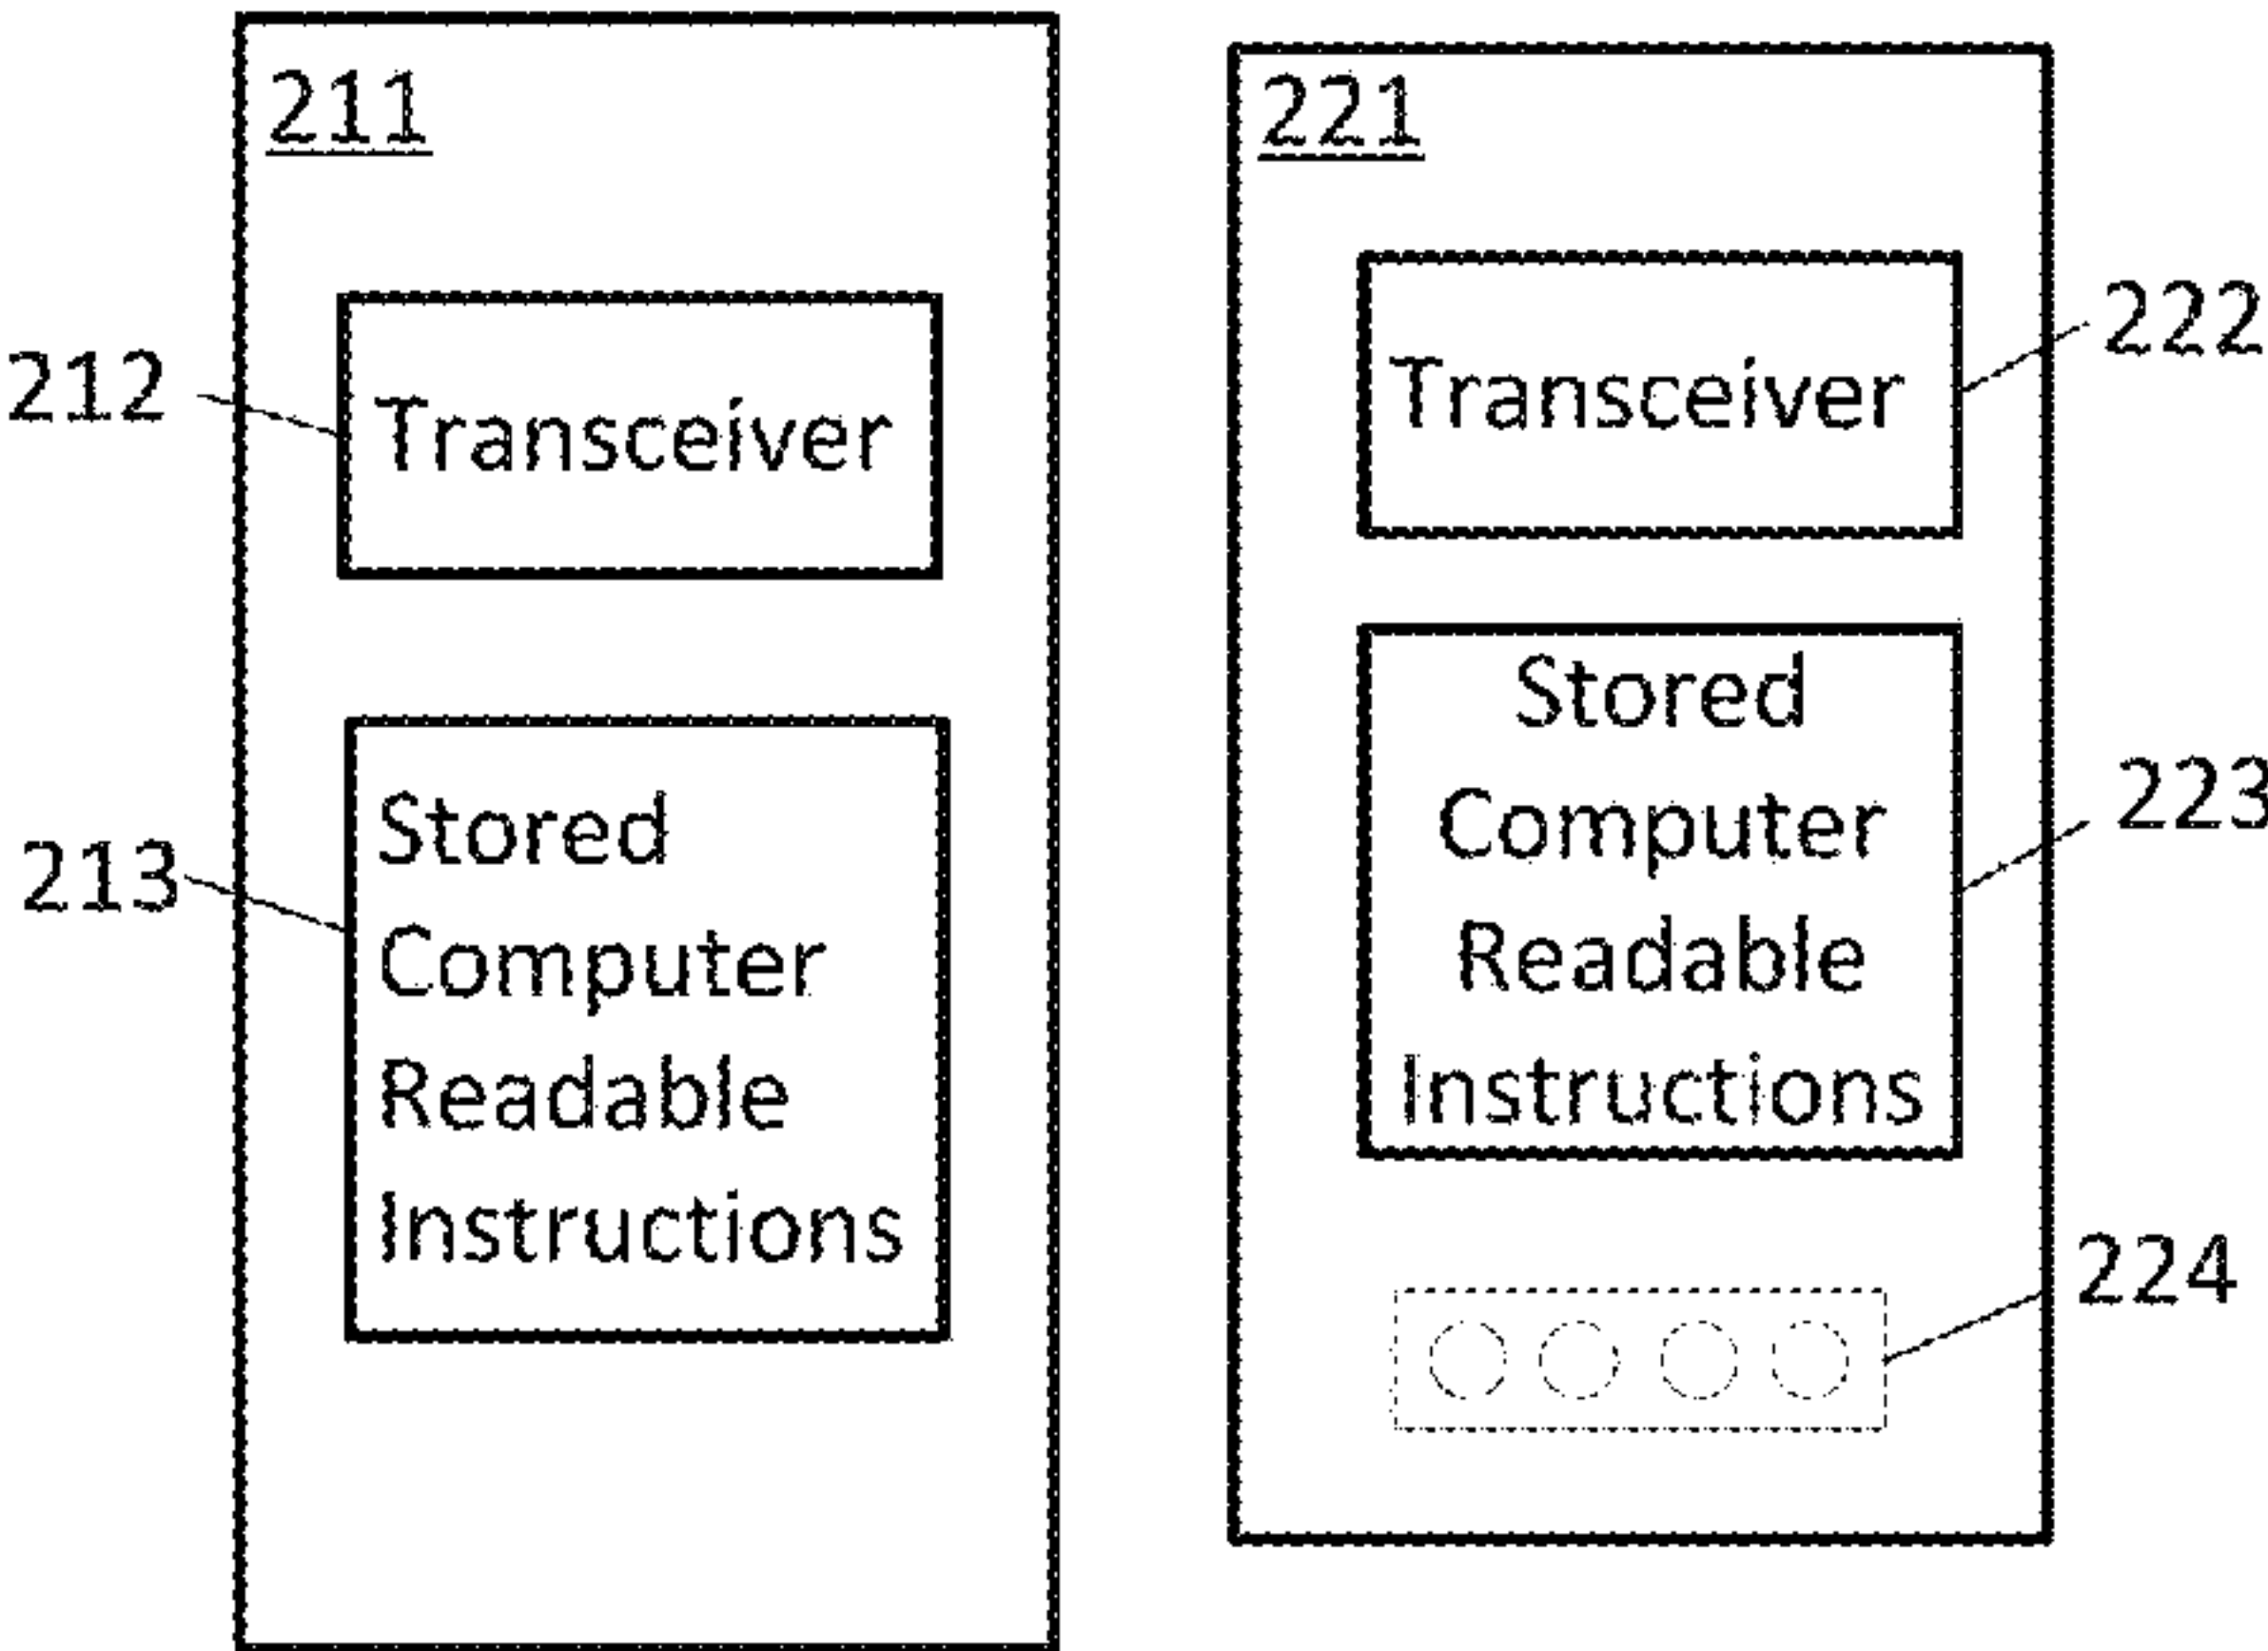 211
212
Transceiver
213
Stored
Computer
Readable
Instructions
221
Transceiver
222
Stored
Computer
Readable
Instructions
223
224